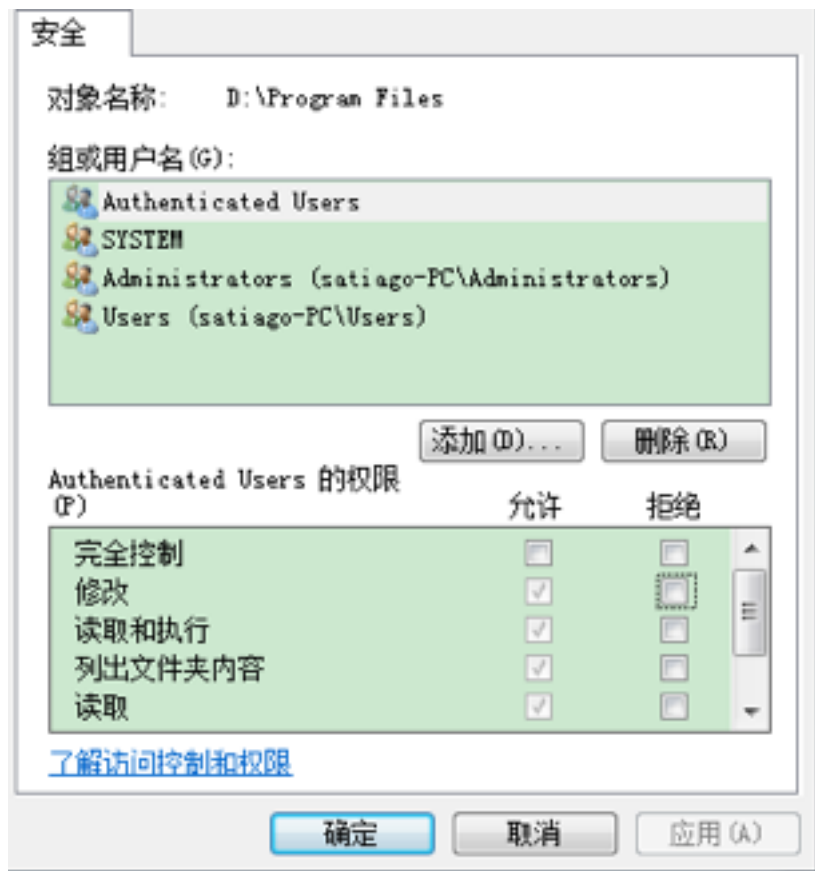 安全
对象名称: D:\Program Files
组或用户名(G):
Authenticated Users
SYSTEM
Administrators (satiago-PC\Administrators)
Users (satiago-PC\Users)
添加(D)... 删除(R)
Authenticated Users 的权限
(P) 允许 拒绝
完全控制
修改
读取和执行
列出文件夹内容
读取
了解访问控制和权限
确定 取消 应用(A)